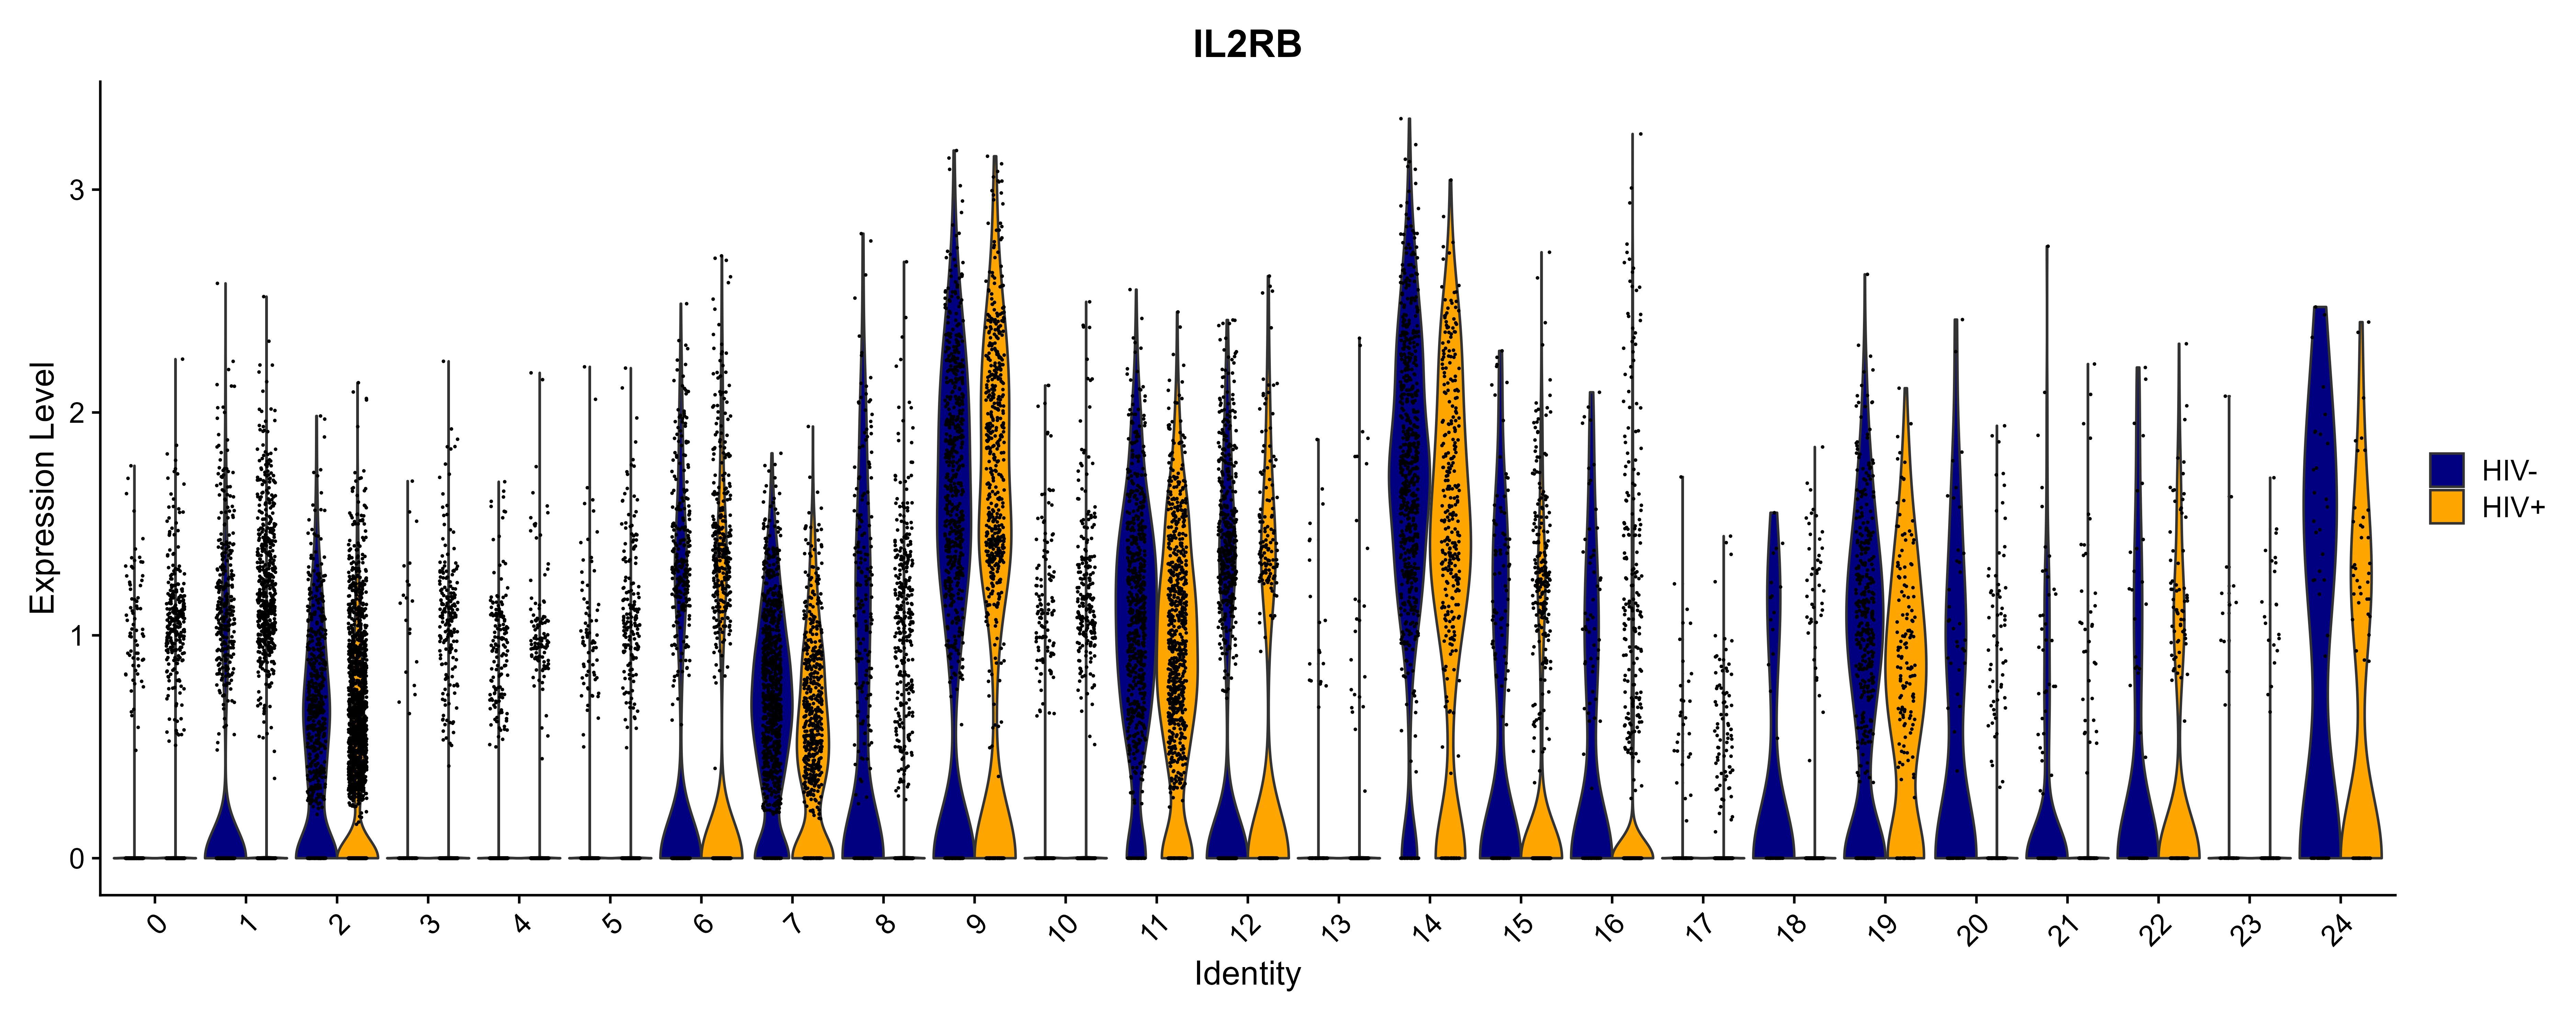 IL2RB
Expression Level
3
2
1
0
0 1 2 3 4 5 6 7 8 9 10 11 12 13 14 15 16 17 18 19 20 21 22 23 24
Identity
HIV-
HIV+